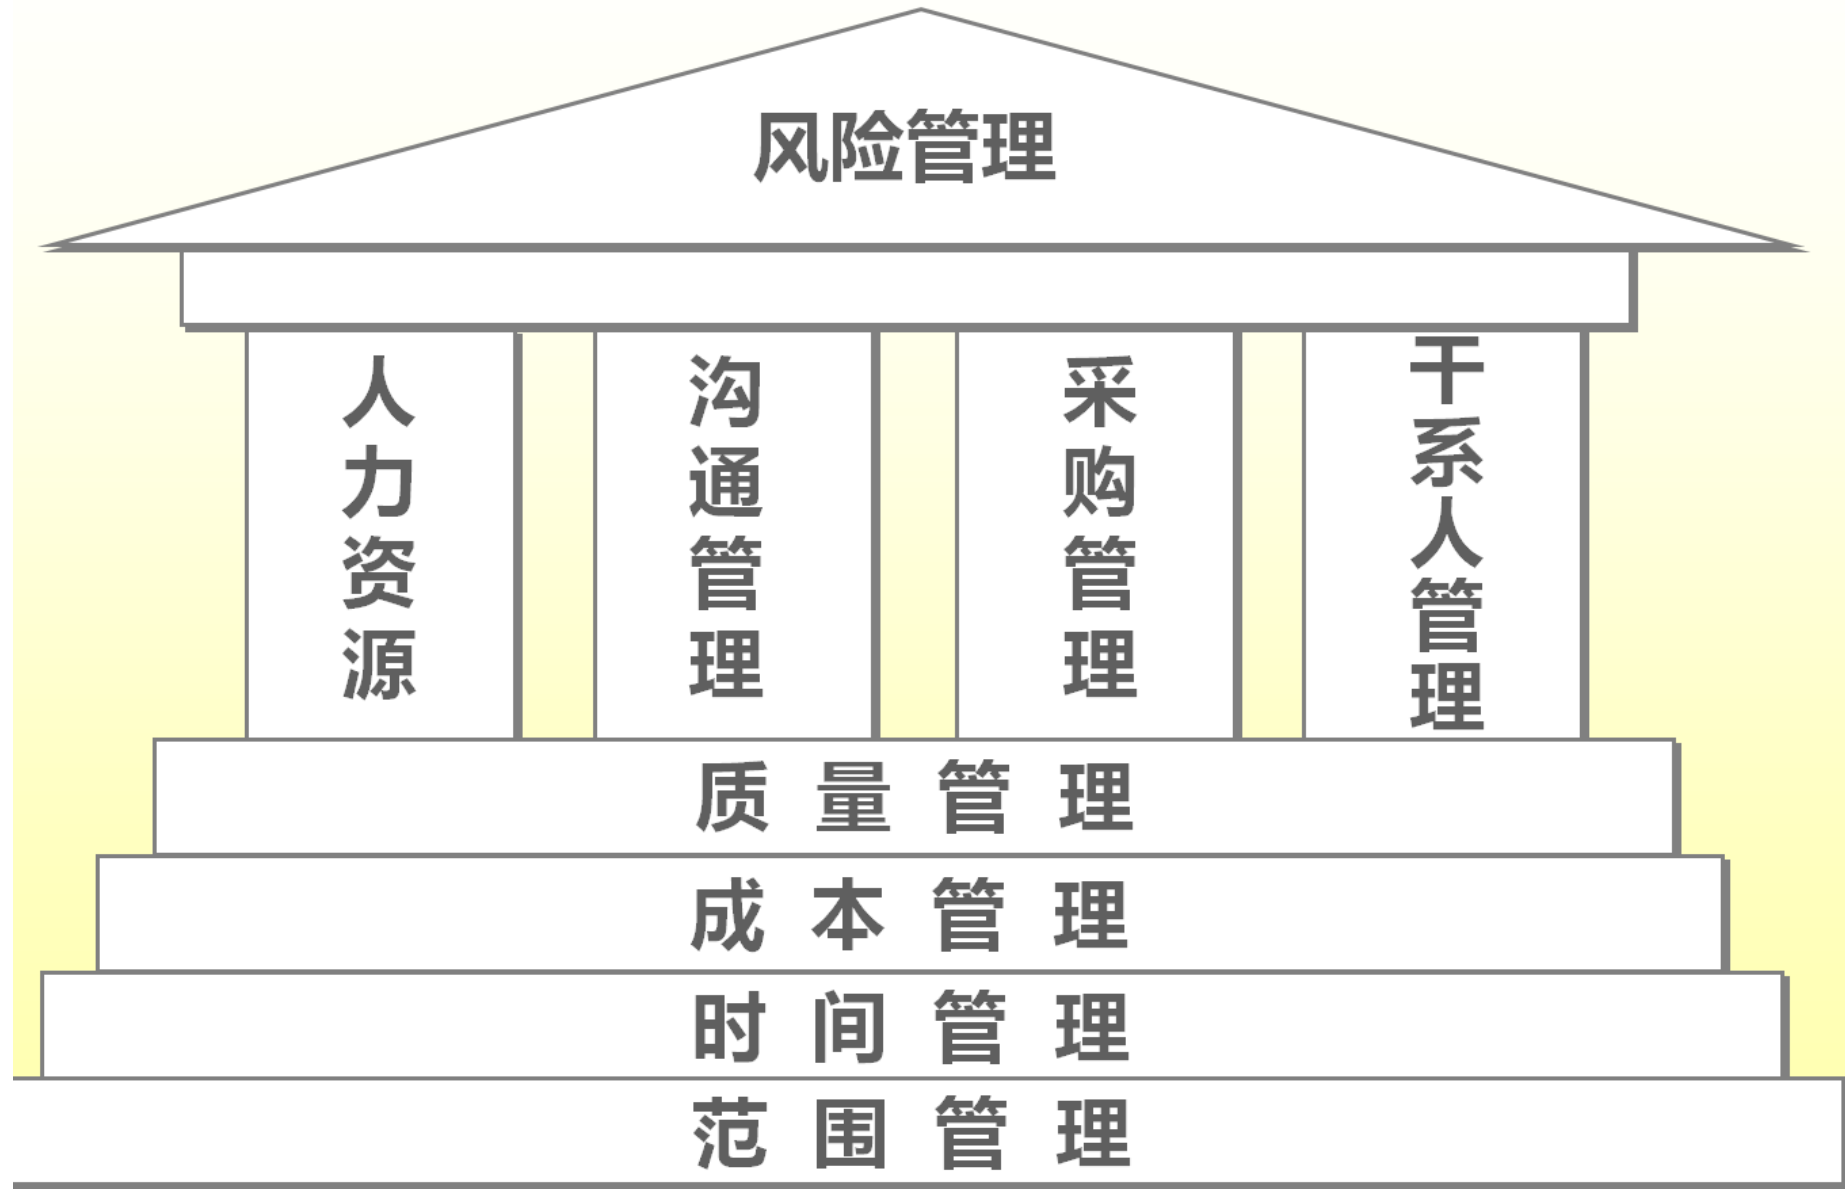 风险管理
人力资源
沟通管理
采购管理
干系人管理
质量管理
成本管理
时间管理
范围管理